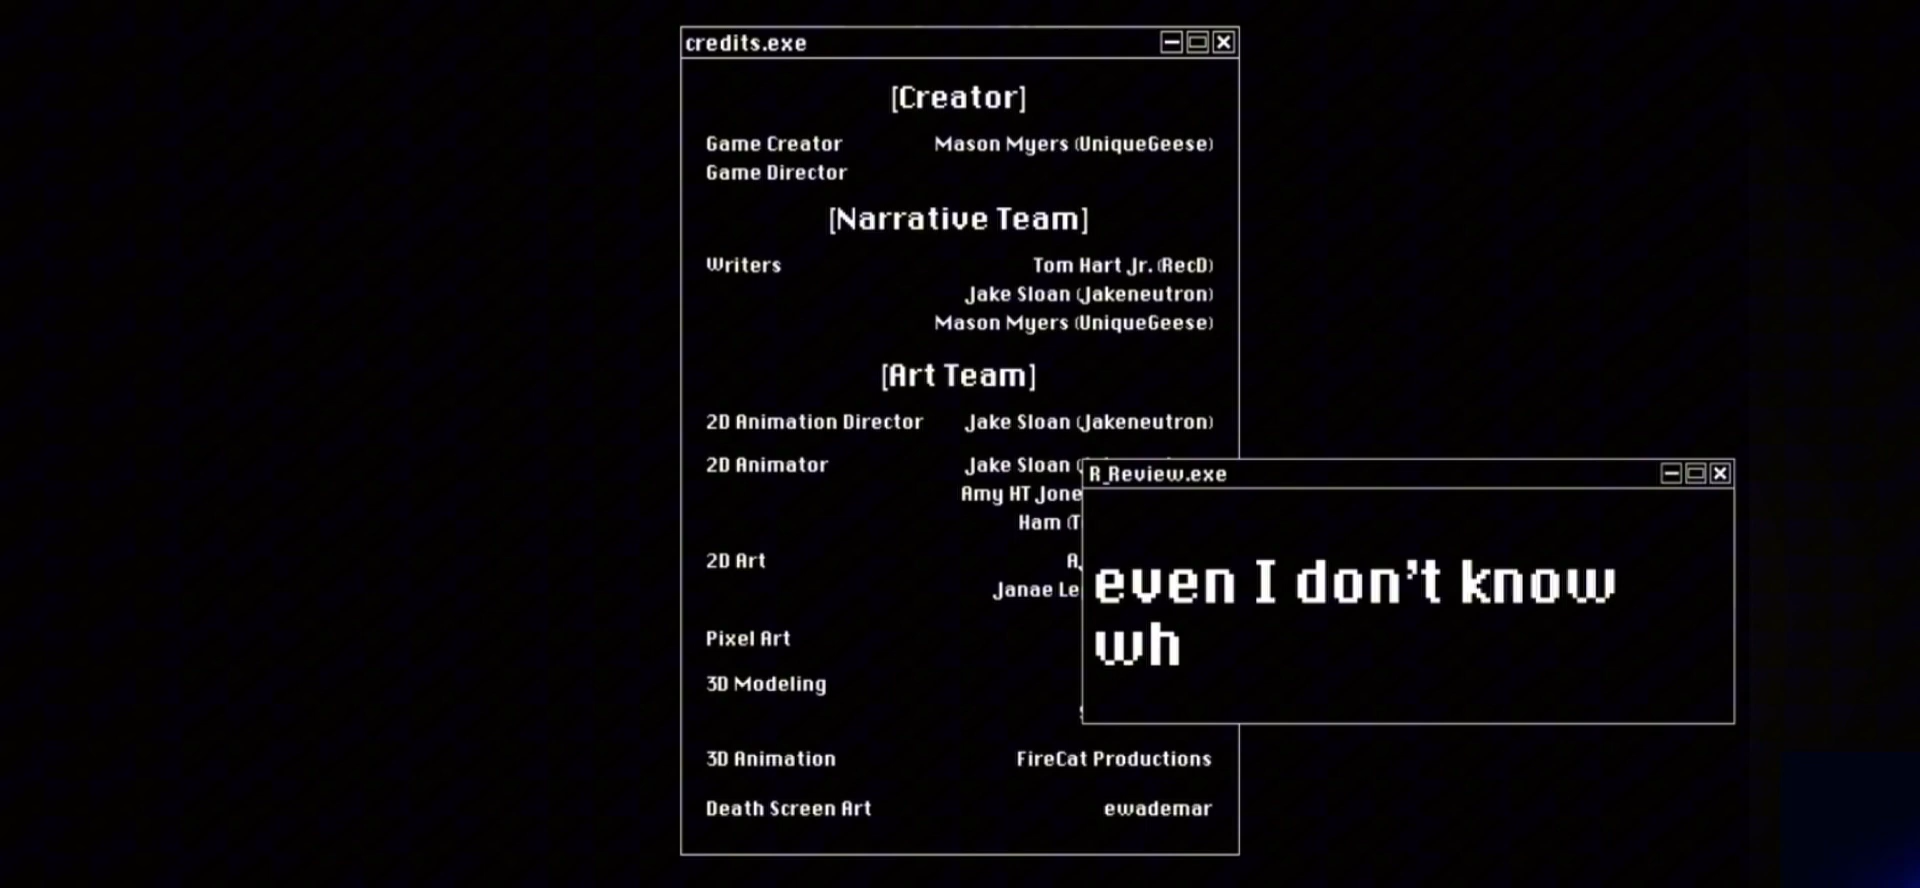 credits.exe
[Creator]
Game Creator Mason Myers (UniqueGeese)
Game Director
[Narrative Team]
Writers Tom Hart Jr. (RecD)
Jake Sloan (Jakeneutron)
Mason Myers (UniqueGeese)
[Art Team]
2D Animation Director Jake Sloan (Jakeneutron)
2D Animator Jake Sloan
Amy HT
Ham
2D Art
Janae
Pixel Art
3D Modeling
3D Animation FireCat Productions
Death Screen Art ewademar
R_Review.exe
even I don't know
wh